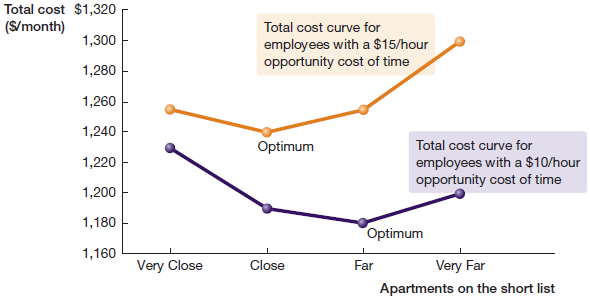 Total cost
($/month)
$1,320
1,300
1,280
1,260
1,240
1,220
1,200
1,180
1,160
Total cost curve for
employees with a $15/hour
opportunity cost of time
Optimum
Total cost curve for
employees with a $10/hour
opportunity cost of time
Optimum
Very Close
Close
Far
Very Far
Apartments on the short list